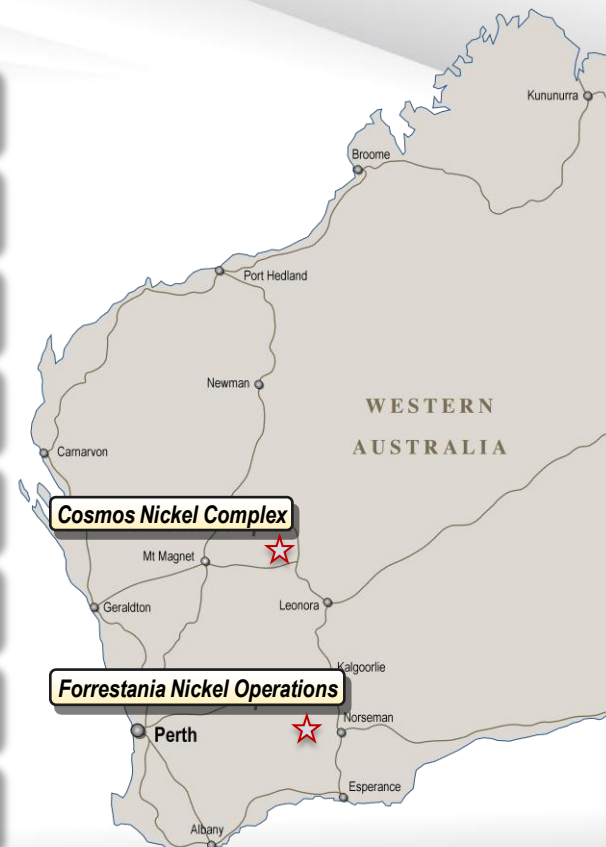 Kununurra
Broome
Port Hedland
Newman
WESTERN
AUSTRALIA
Carnarvon
Cosmos Nickel Complex
Mt Magnet
Geraldton
Leonora
Kalgoorlie
Forrestania Nickel Operations
Norseman
Perth
Esperance
Albany